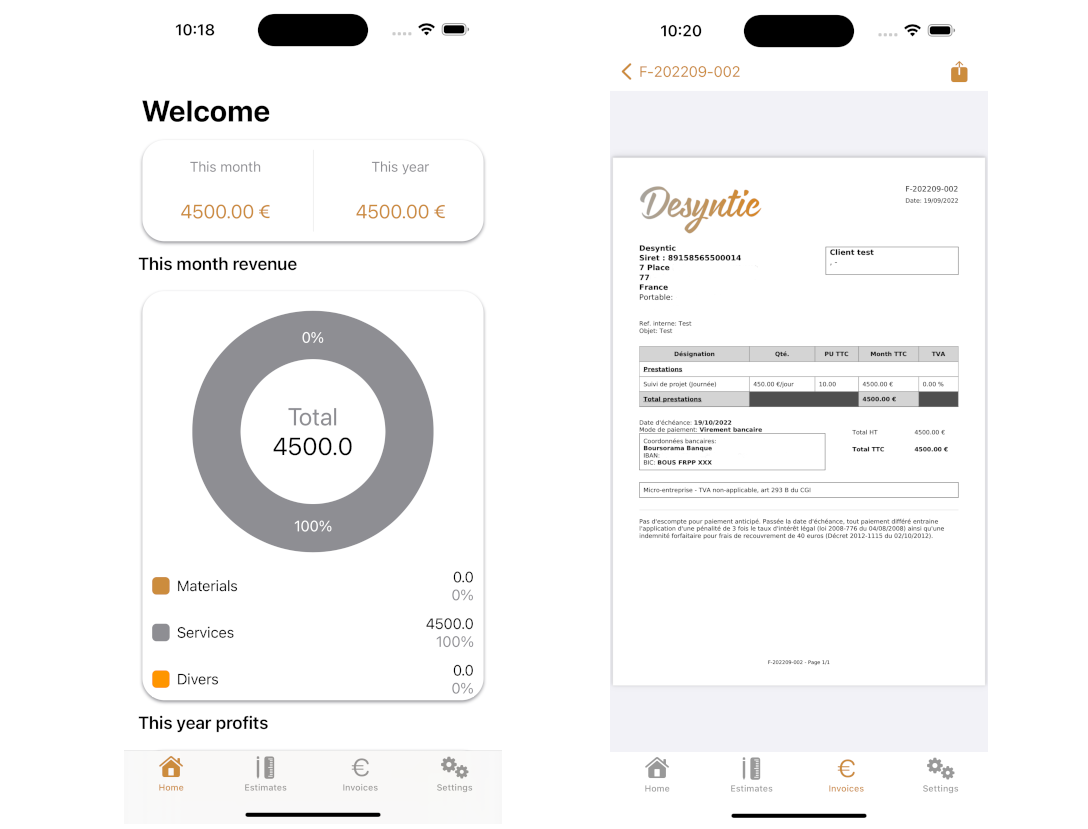 10:18
Welcome
This month
This year
4500.00 €
4500.00 €
This month revenue
0%
Total
4500.0
100%
Materials
0.0
0%
Services
4500.0
100%
Divers
0.0
0%
This year profits
Home
Estimates
Invoices
Settings
10:20
F-202209-002
Desyntic
F-202209-002
Date: 19/09/2022
Desyntic
Siret : 89158565500014
7 Place
77
France
Portable:
Client test
, -
Ref. interne: Test
Objet: Test
Désignation Qté. PU TTC Month TTC TVA
Prestations
Suivi de projet (Journée) 450.00 €/jour 10.00 4500.00 € 0.00 %
Total prestations 4500.00 €
Date d'échéance: 19/10/2022
Mode de paiement: Virement bancaire
Coordonnées bancaires:
Boursorama Banque
IBAN:
BIC: BOUS FRPP XXX
Total HT 4500.00 €
Total TTC 4500.00 €
Micro-entreprise - TVA non-applicable, art 293 B du CGI
Pas d'escompte pour paiement anticipé. Passée la date d'échéance, tout paiement différé entraine
l'application d'une pénalité de 3 fois le taux d'intérêt légal (loi 2008-776 du 04/08/2008) ainsi qu'une
indemnité forfaitaire pour frais de recouvrement de 40 euros (Décret 2012-1115 du 02/10/2012).
F-202209-002 - Page 1/1
Home
Estimates
Invoices
Settings